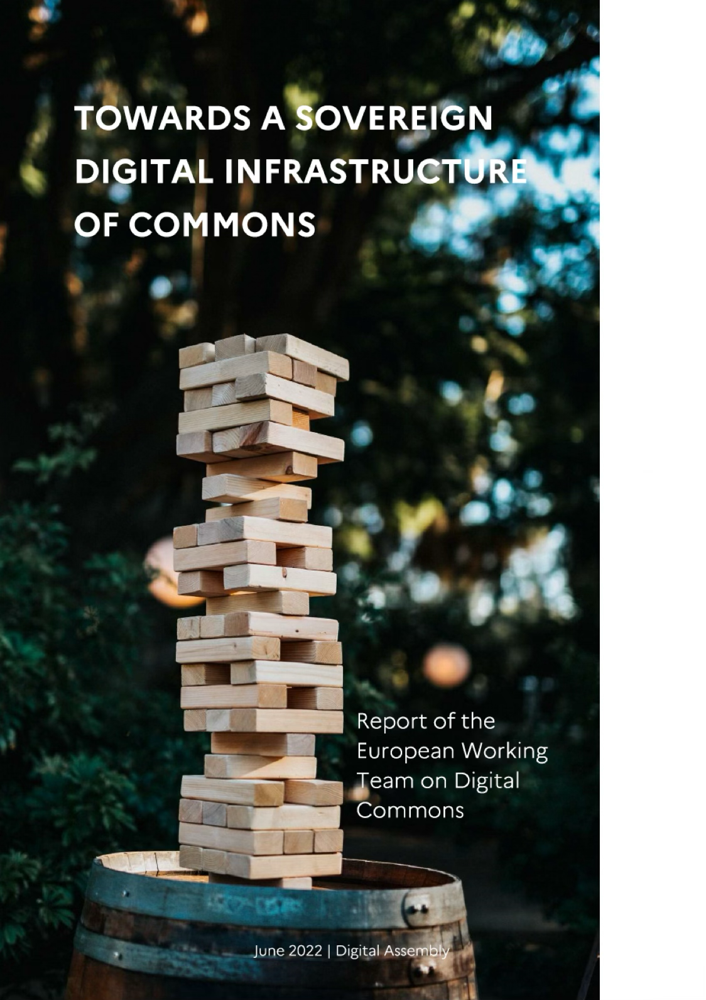 TOWARDS A SOVEREIGN
DIGITAL INFRASTRUCTURE
OF COMMONS
Report of the
European Working
Team on Digital
Commons
June 2022 | Digital Assembly